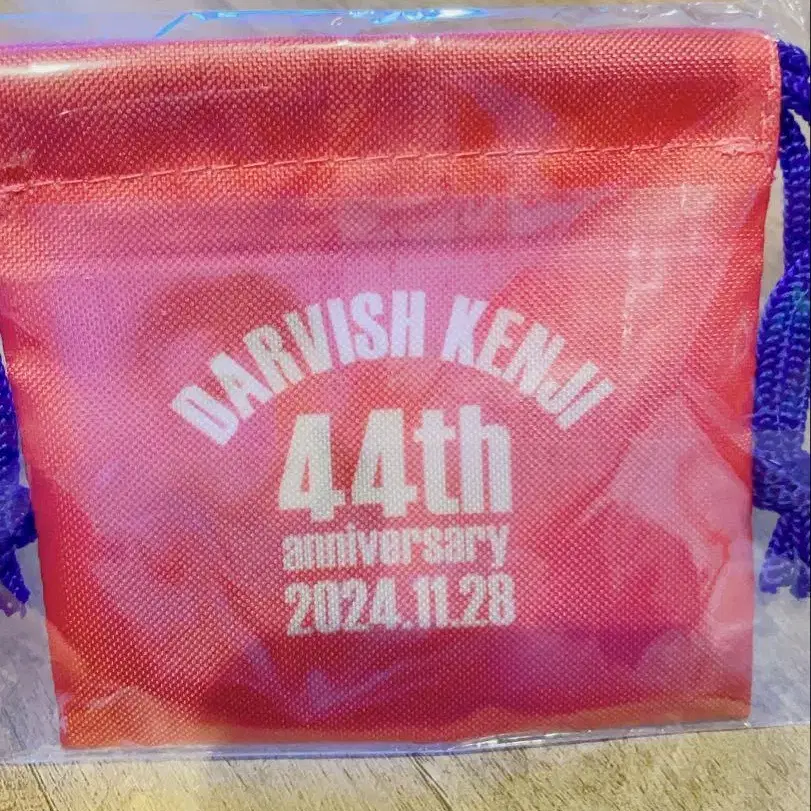 DARVISH KENJI
44th
anniversary
2024.11.28